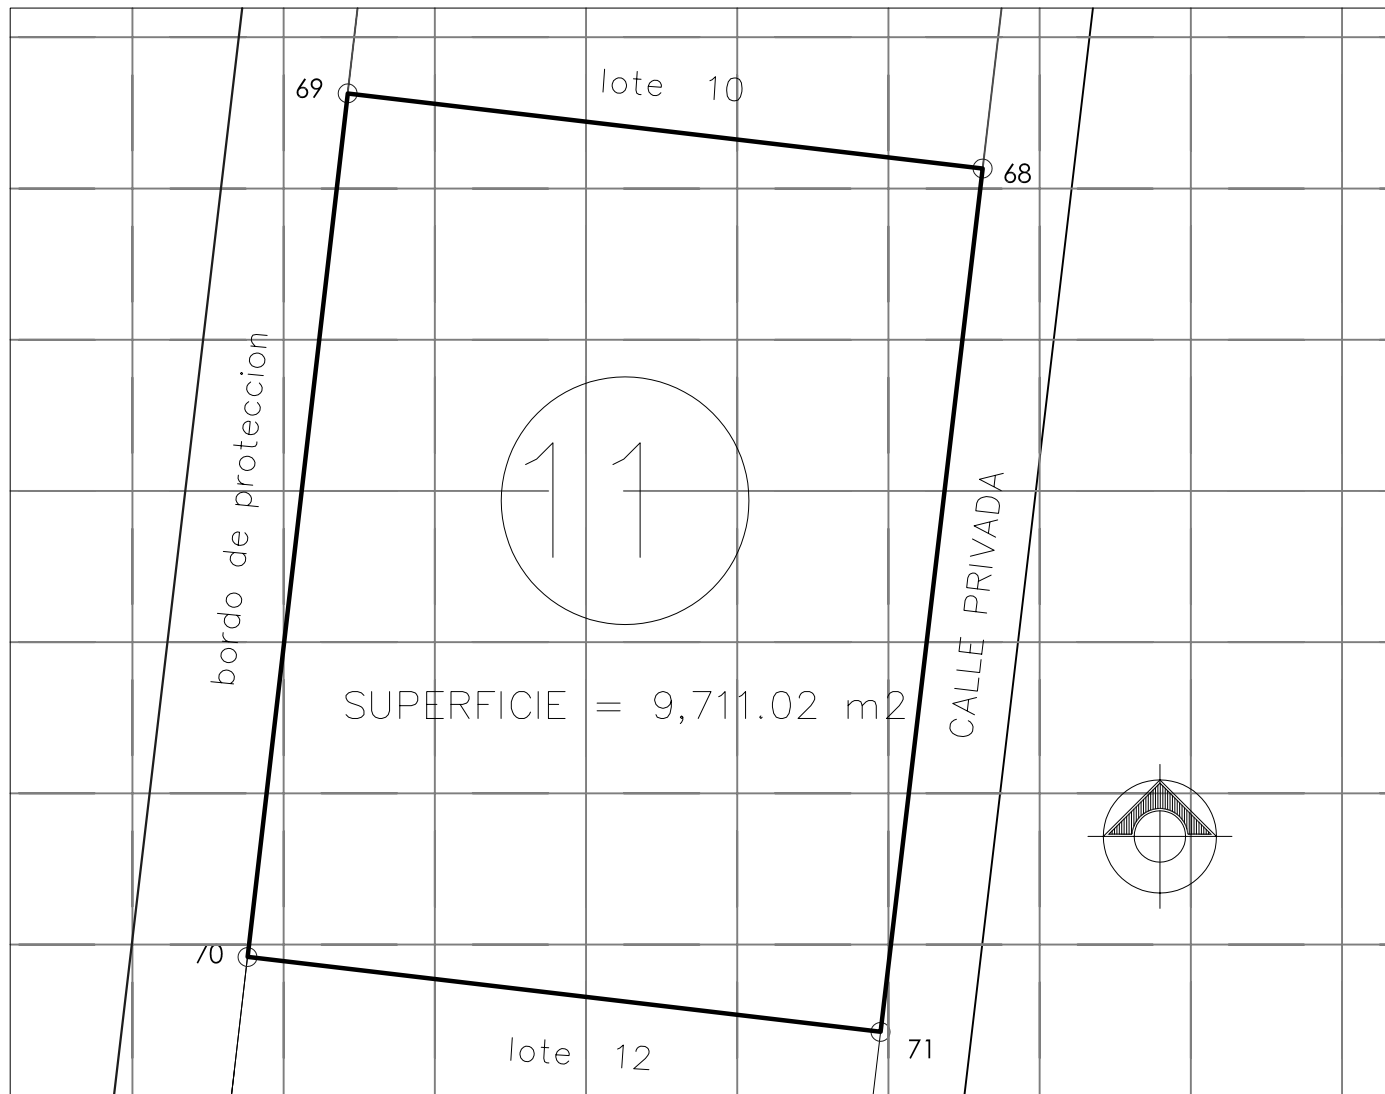 lote 10
69
68
bordo de proteccion
11
CALLE PRIVADA
SUPERFICIE = 9,711.02 m2
70
lote 12
71